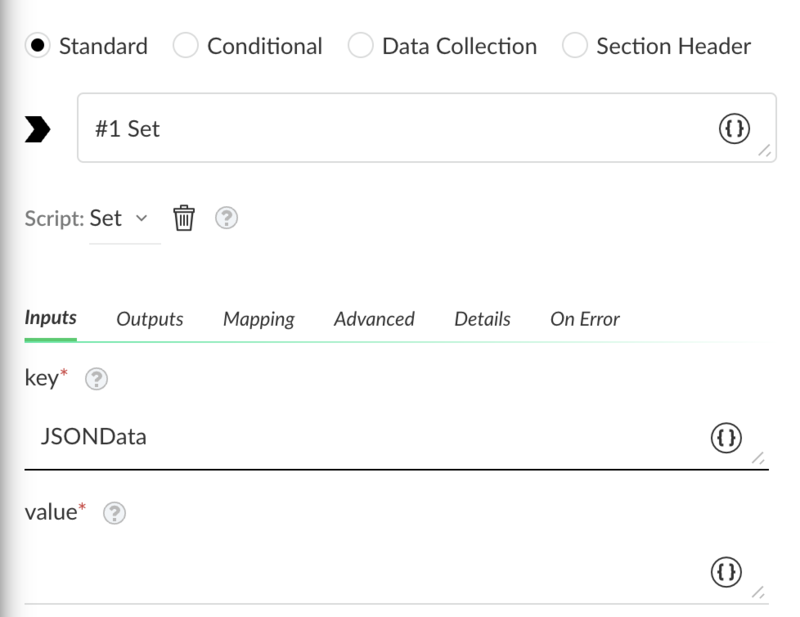 Standard Conditional Data Collection Section Header
#1 Set {}
Script: Set ?
Inputs Outputs Mapping Advanced Details On Error
key* ?
JSONData {}
value* ?
{}